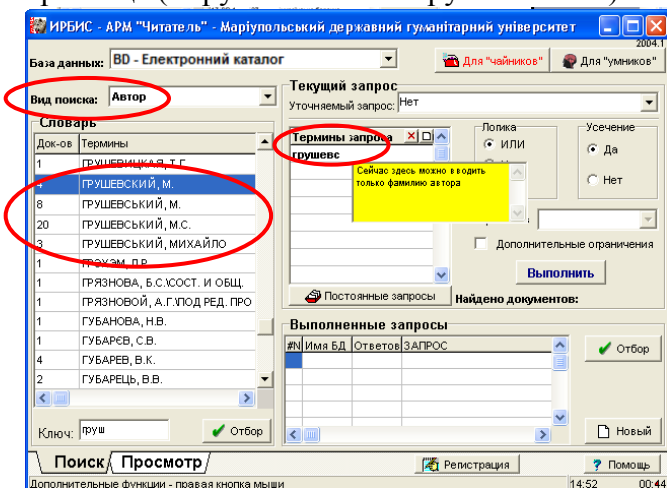 ИРБИС - АРМ "Читатель" - Маріупольський державний гуманітарний університет
2004.1
База данных: BD - Електронний каталог
Для "чайников"
Для "умников"
Вид поиска: Автор
Текущий запрос
Уточняемый запрос: Нет
Словарь
Док-ов Термины
1 ГРУШЕВИЦКАЯ, Т.Г.
4 ГРУШЕВСКИЙ, М.
8 ГРУШЕВСЬКИЙ, М.
20 ГРУШЕВСЬКИЙ, М.С.
3 ГРУШЕВСЬКИЙ, МИХАЙЛО
1
1 ГРЯЗНОВА, Б.С.\СОСТ. И ОБЩ.
1 ГРЯЗНОВОЙ, А.Г.\ПОД РЕД. ПРО
1 ГУБАНОВА, Н.В.
1 ГУБАРЄВ, С.В.
4 ГУБАРЕВ, В.К.
2 ГУБАРЕЦЬ, В.В.
Ключ: груш
Отбор
Термины запроса
грушевс
Сейчас здесь можно вводить
только фамилию автора
Логика
ИЛИ
Усечение
Да
Нет
Дополнительные ограничения
Выполнить
Постоянные запросы
Найдено документов:
Выполненные запросы
#N Имя БД Ответов ЗАПРОС
Отбор
Новый
Поиск Просмотр
Регистрация
? Помощь
Дополнительные функции - правая кнопка мыши
14:52 00:44